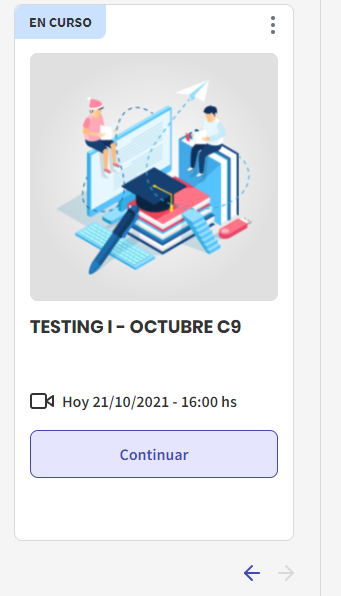 EN CURSO
TESTING I - OCTUBRE C9
Hoy 21/10/2021 - 16:00 hs
Continuar